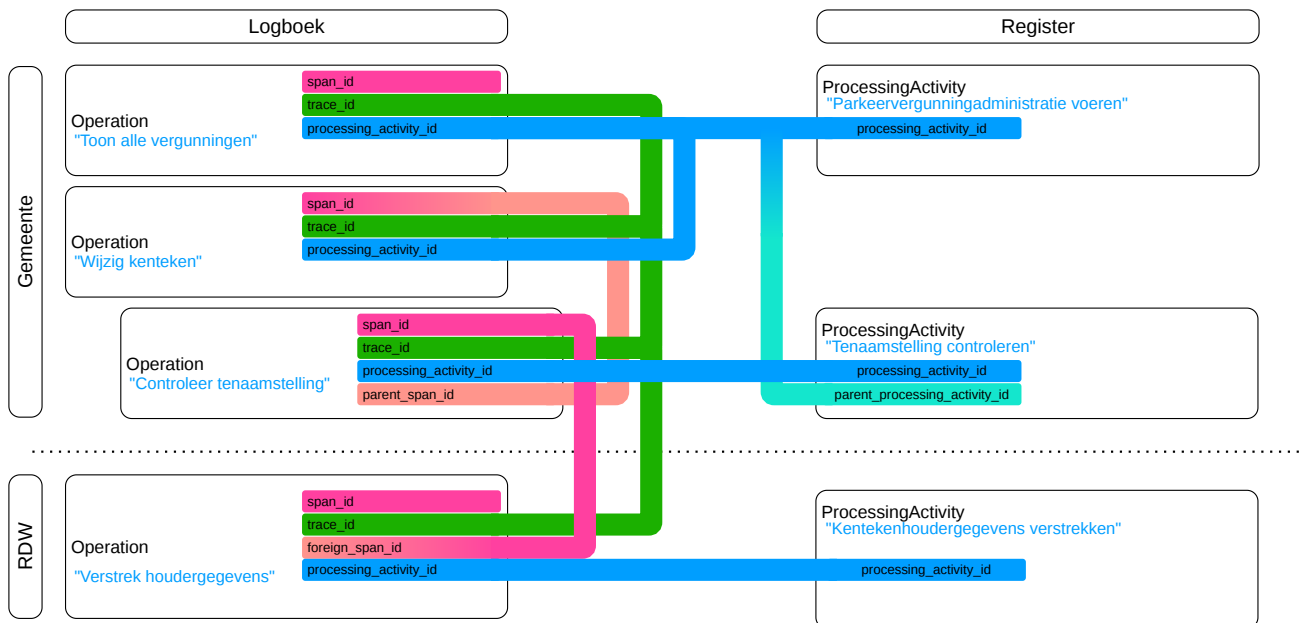 Logboek
Register
Gemeente
Operation
"Toon alle vergunningen"
span_id
trace_id
processing_activity_id
ProcessingActivity
"Parkeervergunningadministratie voeren"
processing_activity_id
Operation
"Wijzig kenteken"
span_id
trace_id
processing_activity_id
Operation
"Controleer tenaamstelling"
span_id
trace_id
processing_activity_id
parent_span_id
ProcessingActivity
"Tenaamstelling controleren"
processing_activity_id
parent_processing_activity_id
RDW
Operation
"Verstrek houdergegevens"
span_id
trace_id
foreign_span_id
processing_activity_id
ProcessingActivity
"Kentekenhoudergegevens verstrekken"
processing_activity_id